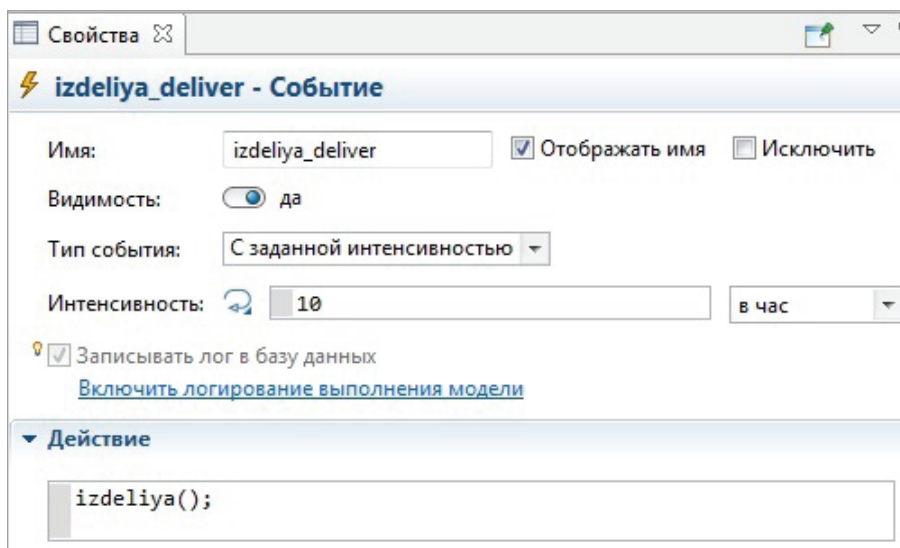 Свойства
izdeliya_deliver - Событие
Имя: izdeliya_deliver Отображать имя Исключить
Видимость: да
Тип события: С заданной интенсивностью
Интенсивность: 10 в час
Записывать лог в базу данных
Включить логирование выполнения модели
Действие
izdeliya();